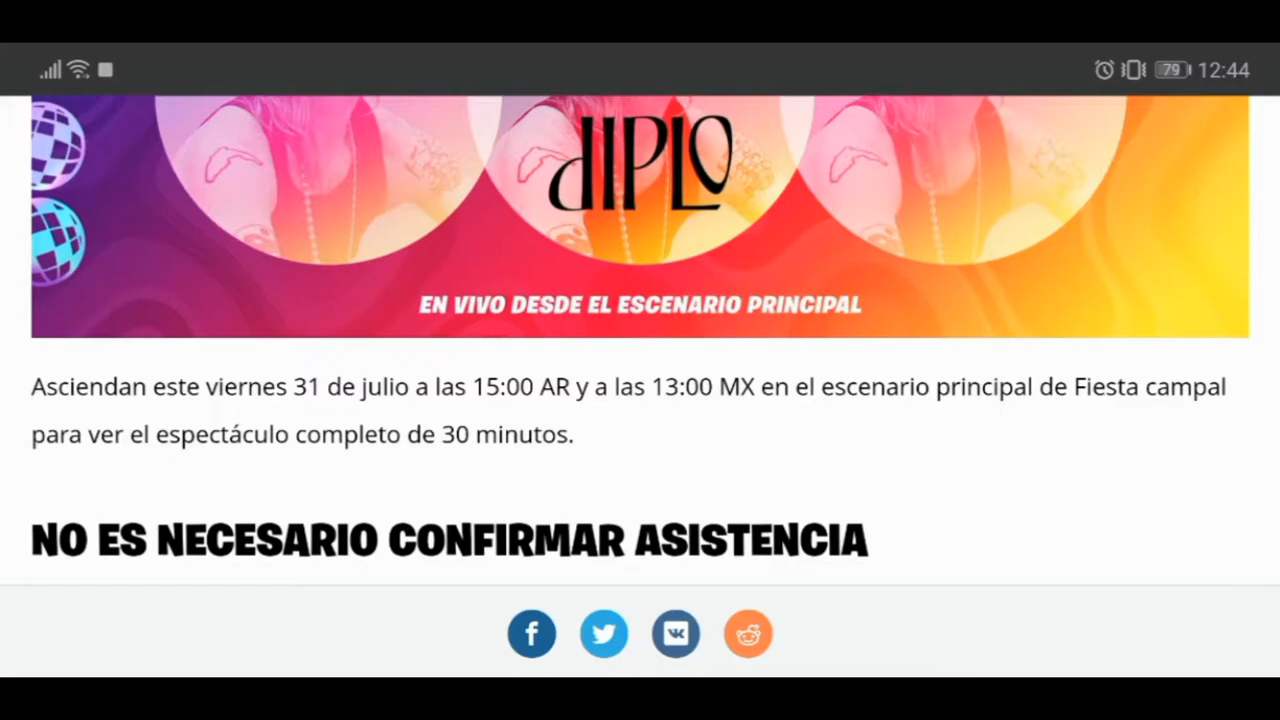 79 12:44
dIPLO
EN VIVO DESDE EL ESCENARIO PRINCIPAL
Asciendan este viernes 31 de julio a las 15:00 AR y a las 13:00 MX en el escenario principal de Fiesta campal
para ver el espectáculo completo de 30 minutos.
NO ES NECESARIO CONFIRMAR ASISTENCIA